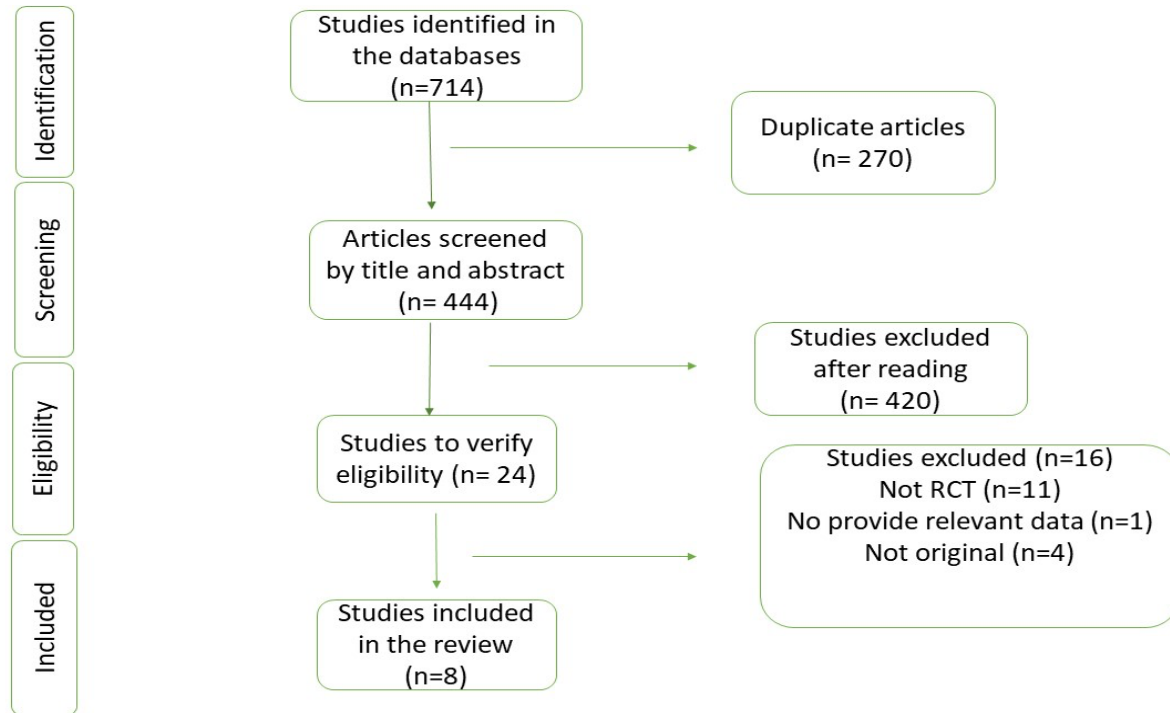 Identification
Studies identified in
the databases
(n=714)
Duplicate articles
(n= 270)
Screening
Articles screened
by title and abstract
(n= 444)
Studies excluded
after reading
(n= 420)
Eligibility
Studies to verify
eligibility (n= 24)
Studies excluded (n=16)
Not RCT (n=11)
No provide relevant data (n=1)
Not original (n=4)
Included
Studies included
in the review
(n=8)